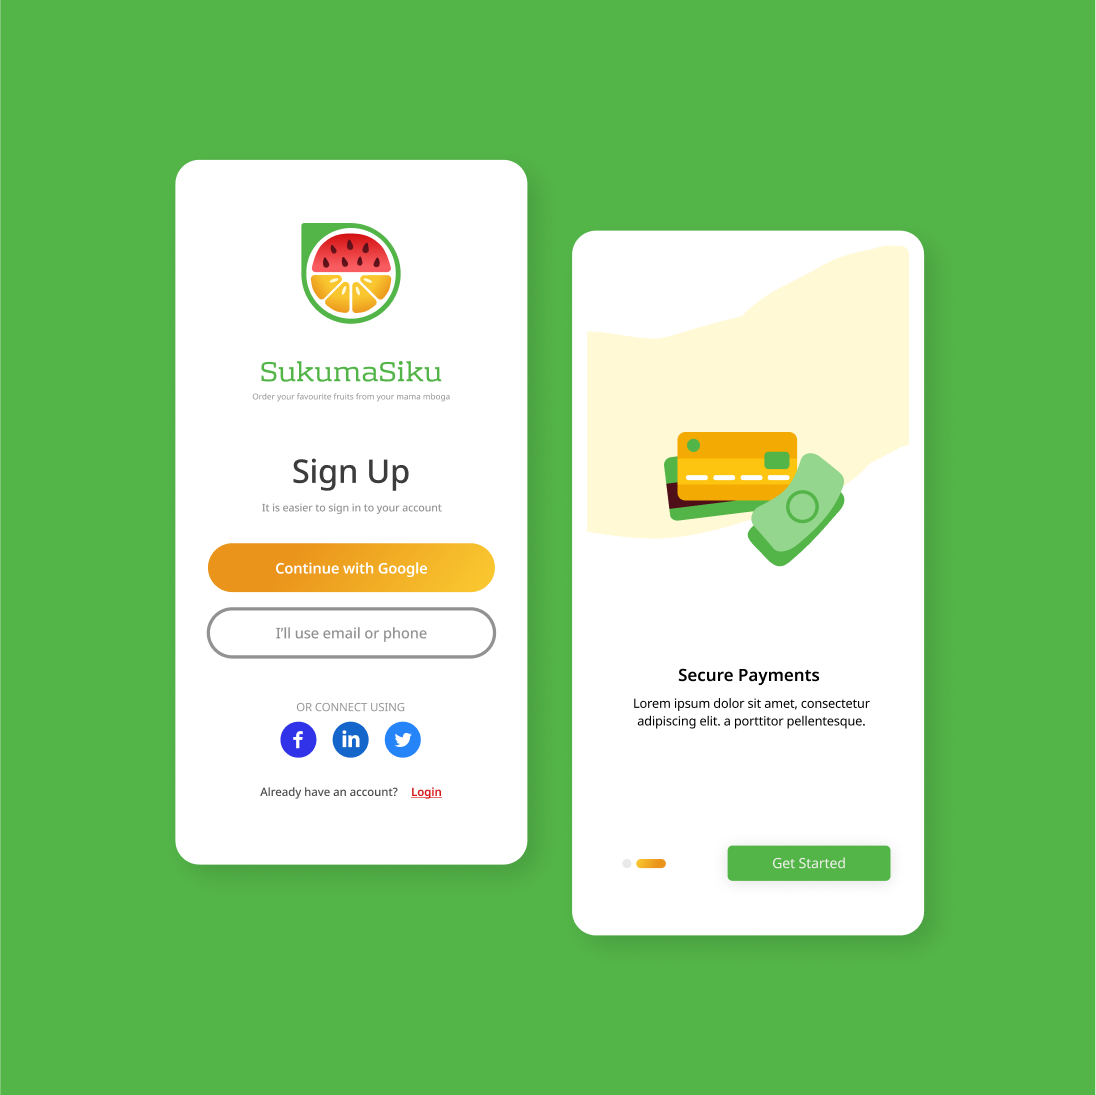 SukumaSiku
Order your favourite fruits from your mama mboga
Sign Up
It is easier to sign in to your account
Continue with Google
I'll use email or phone
OR CONNECT USING
f in
Already have an account? Login
Secure Payments
Lorem ipsum dolor sit amet, consectetur
adipiscing elit. a porttitor pellentesque.
Get Started